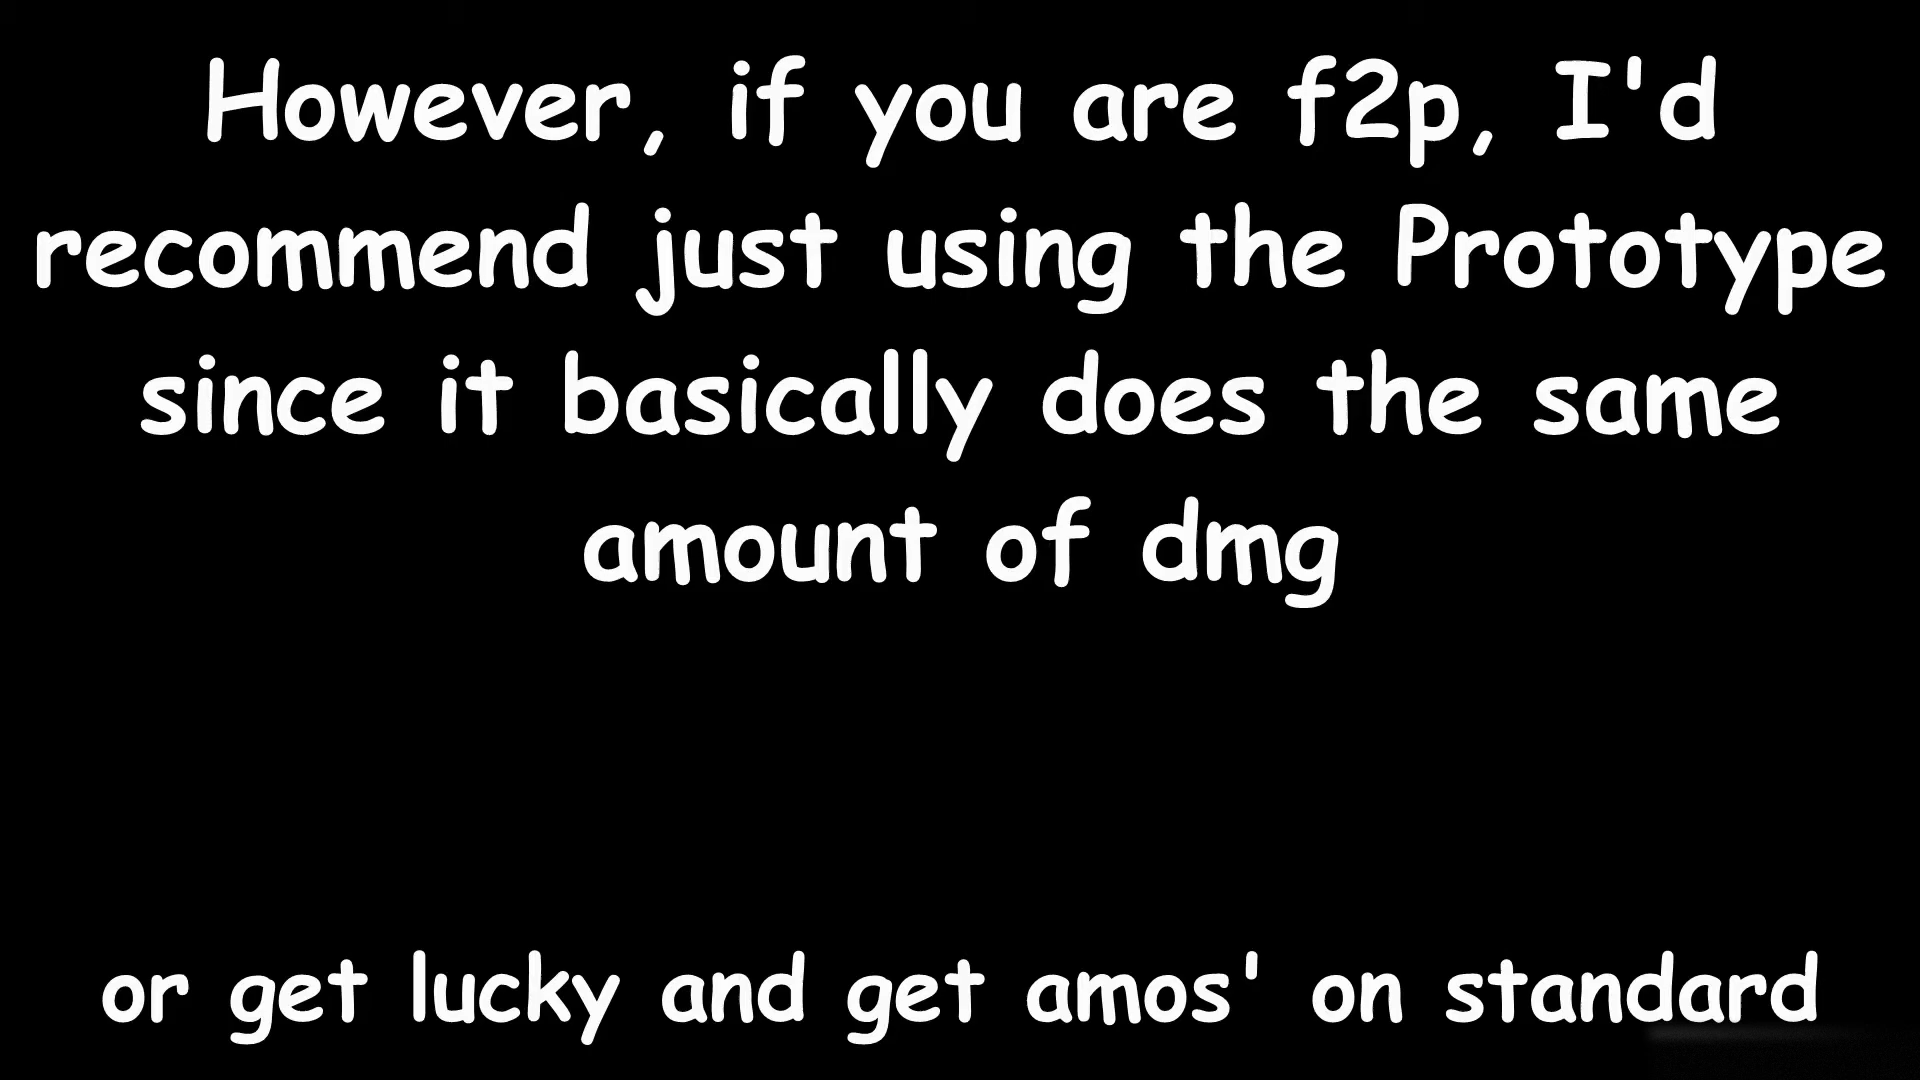 However, if you are f2p, I'd
recommend just using the Prototype
since it basically does the same
amount of dmg
or get lucky and get amos' on standard